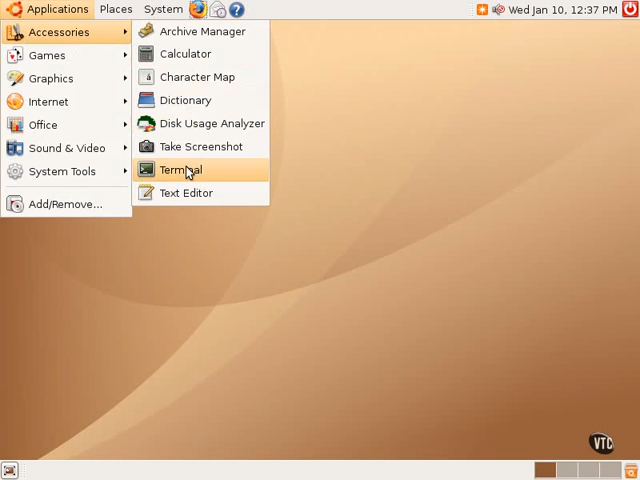 Applications Places System Wed Jan 10, 12:37 PM
Accessories
Games
Graphics
Internet
Office
Sound & Video
System Tools
Add/Remove...
Archive Manager
Calculator
Character Map
Dictionary
Disk Usage Analyzer
Take Screenshot
Terminal
Text Editor
VTC